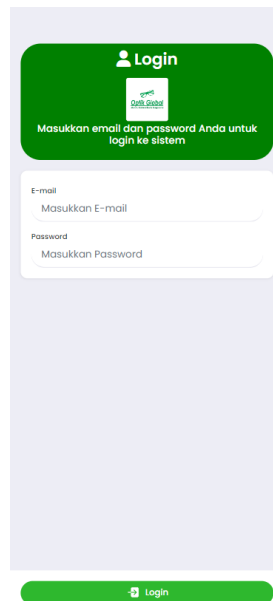 Login
Optik Global
Masukkan email dan password Anda untuk
login ke sistem
E-mail
Masukkan E-mail
Password
Masukkan Password
Login